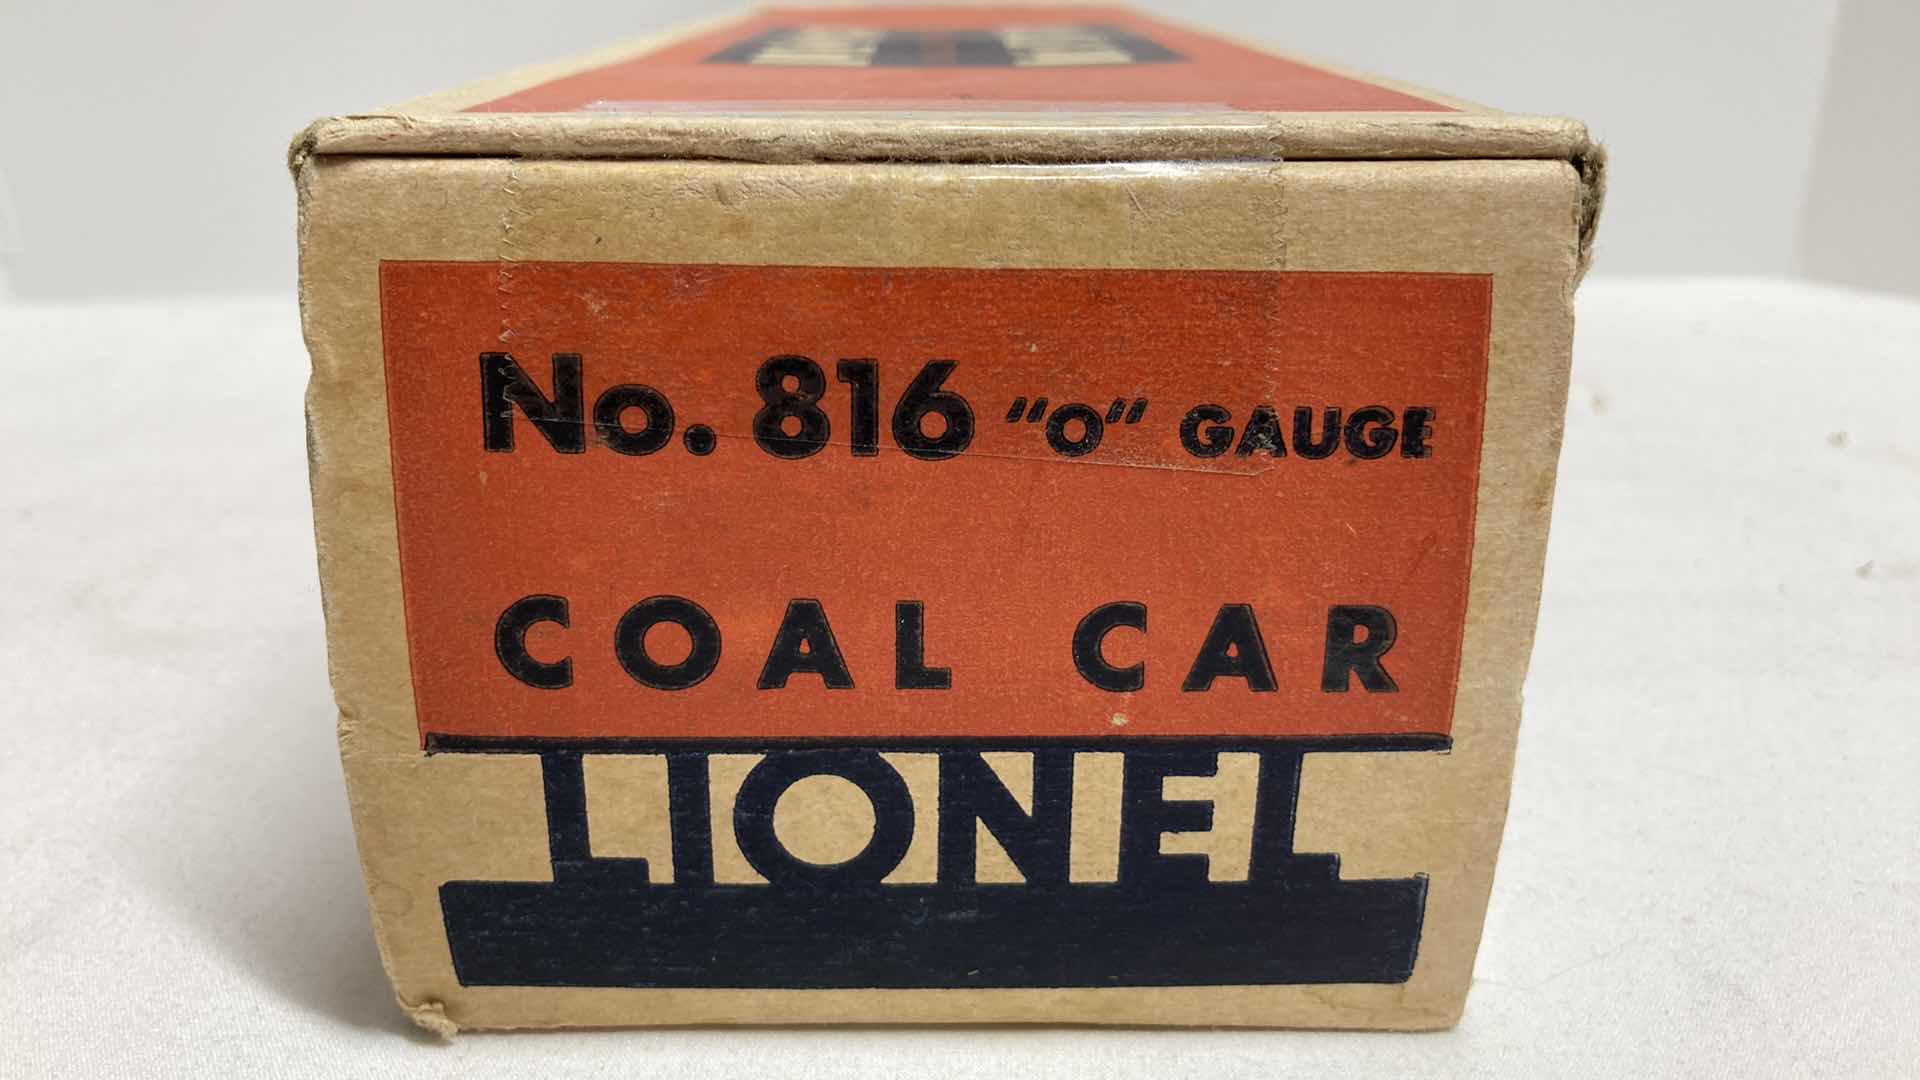 No. 816 "O" GAUGE
COAL CAR
LIONEL